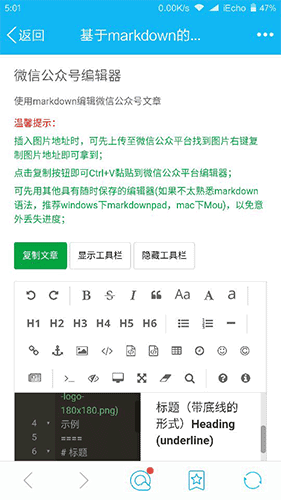 5:01 0.00K/s iEcho 47%
返回 基于markdown的... 
微信公众号编辑器
使用markdown编辑微信公众号文章
温馨提示：
插入图片地址时，可先上传至微信公众平台找到图片右键复
制图片地址即可拿到；
点击复制按钮即可Ctrl+V黏贴到微信公众平台编辑器；
可先用其他具有随时保存的编辑器(如果不太熟悉markdown
语法，推荐windows下markdownpad，mac下Mou)，以免意
外丢失进度；
复制文章 显示工具栏 隐藏工具栏
B S I Aa A a
H1 H2 H3 H4 H5 H6
-logo-
180x180.png)
4 示例
5 ====
6 # 标题
标题（带底线的
形式）Heading
(underline)